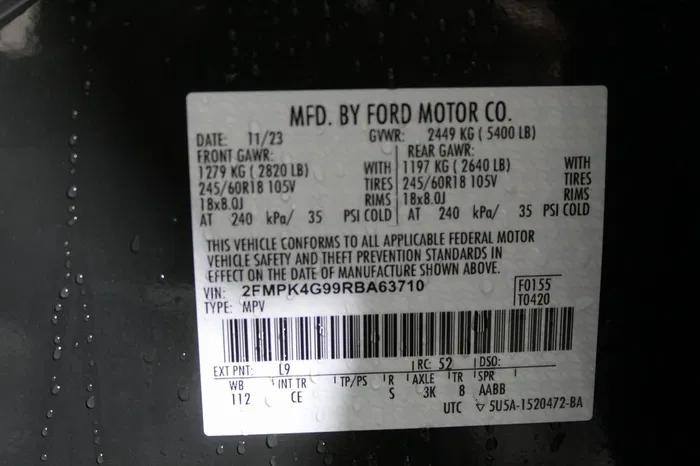 MFD. BY FORD MOTOR CO.
DATE: 11/23 GVWR: 2449 KG ( 5400 LB)
FRONT GAWR: REAR GAWR:
1279 KG ( 2820 LB) WITH 1197 KG ( 2640 LB) WITH
245/60R18 105V TIRES 245/60R18 105V TIRES
18x8.0J RIMS 18x8.0J RIMS
AT 240 kPa/ 35 PSI COLD AT 240 kPa/ 35 PSI COLD
THIS VEHICLE CONFORMS TO ALL APPLICABLE FEDERAL MOTOR
VEHICLE SAFETY AND THEFT PREVENTION STANDARDS IN
EFFECT ON THE DATE OF MANUFACTURE SHOWN ABOVE.
VIN: 2FMPK4G99RBA63710 F0155
TYPE: MPV T0420
EXT PNT: L9 RC: 52 DSO:
WB INT TR TP/PS R AXLE TR SPR
112 CE S 3K 8 AABB
UTC ▽ 5U5A-1520472-BA